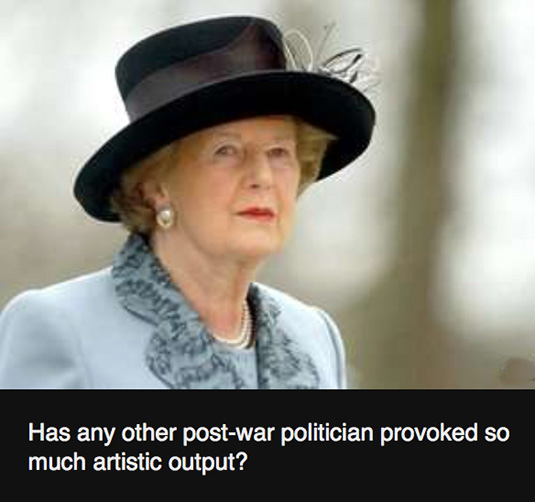 Has any other post-war politician provoked so
much artistic output?